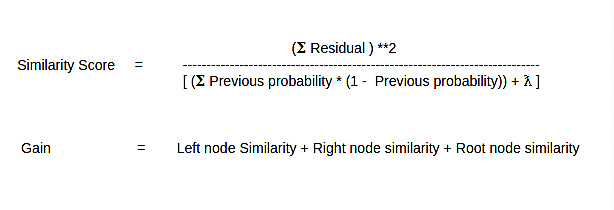 (Σ Residual ) **2
Similarity Score = ---------------------------------------------------------------------------
[ (Σ Previous probability * (1 - Previous probability)) + λ ]
Gain = Left node Similarity + Right node similarity + Root node similarity